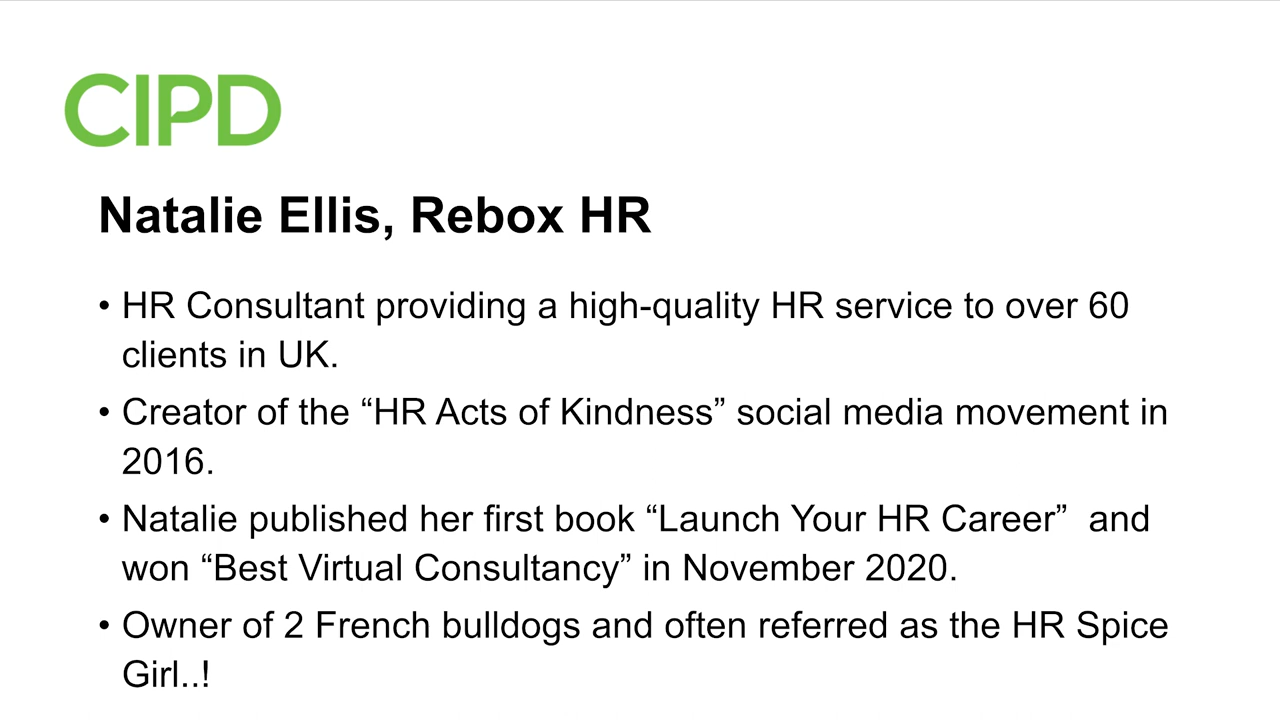 CIPD
Natalie Ellis, Rebox HR
• HR Consultant providing a high-quality HR service to over 60
clients in UK.
• Creator of the “HR Acts of Kindness” social media movement in
2016.
• Natalie published her first book “Launch Your HR Career”  and
won “Best Virtual Consultancy” in November 2020.
• Owner of 2 French bulldogs and often referred as the HR Spice
Girl..!